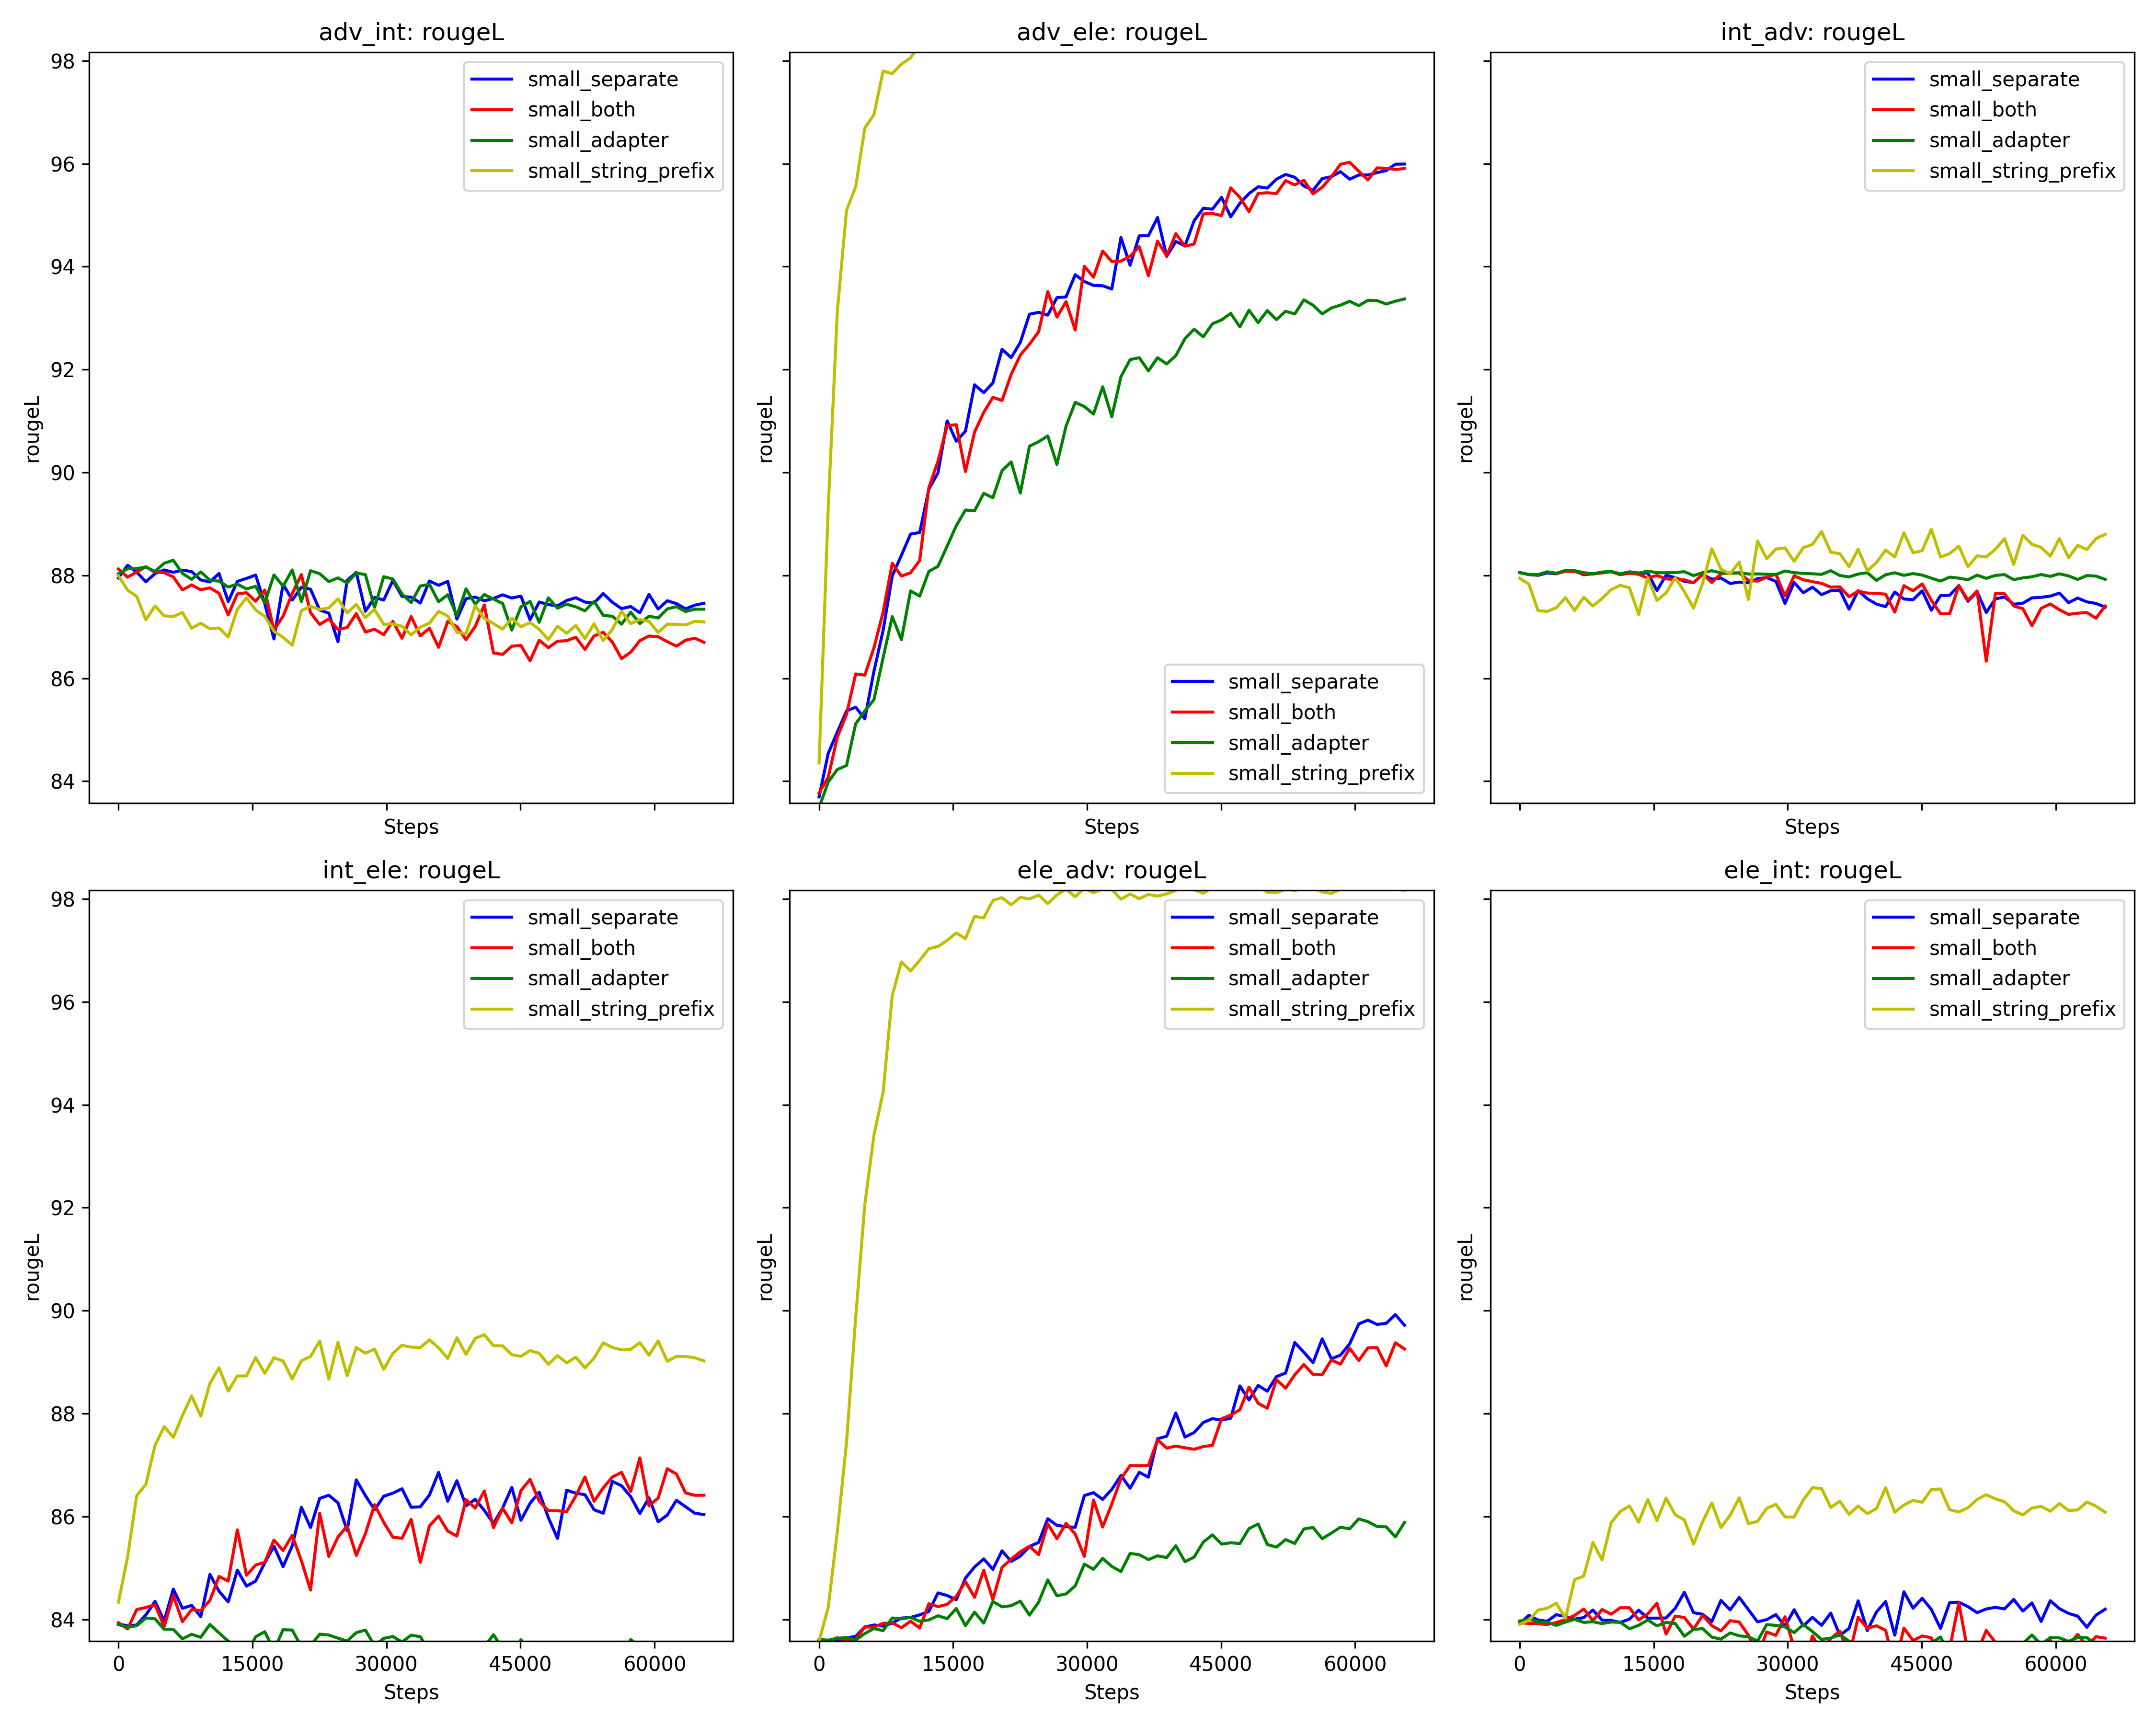 adv_int: rougeL
98
96
94
92
90
88
86
84
rougeL
Steps
small_separate
small_both
small_adapter
small_string_prefix
adv_ele: rougeL
rougeL
Steps
small_separate
small_both
small_adapter
small_string_prefix
int_adv: rougeL
rougeL
Steps
small_separate
small_both
small_adapter
small_string_prefix
int_ele: rougeL
98
96
94
92
90
88
86
84
rougeL
0 15000 30000 45000 60000
Steps
small_separate
small_both
small_adapter
small_string_prefix
ele_adv: rougeL
rougeL
0 15000 30000 45000 60000
Steps
small_separate
small_both
small_adapter
small_string_prefix
ele_int: rougeL
rougeL
0 15000 30000 45000 60000
Steps
small_separate
small_both
small_adapter
small_string_prefix